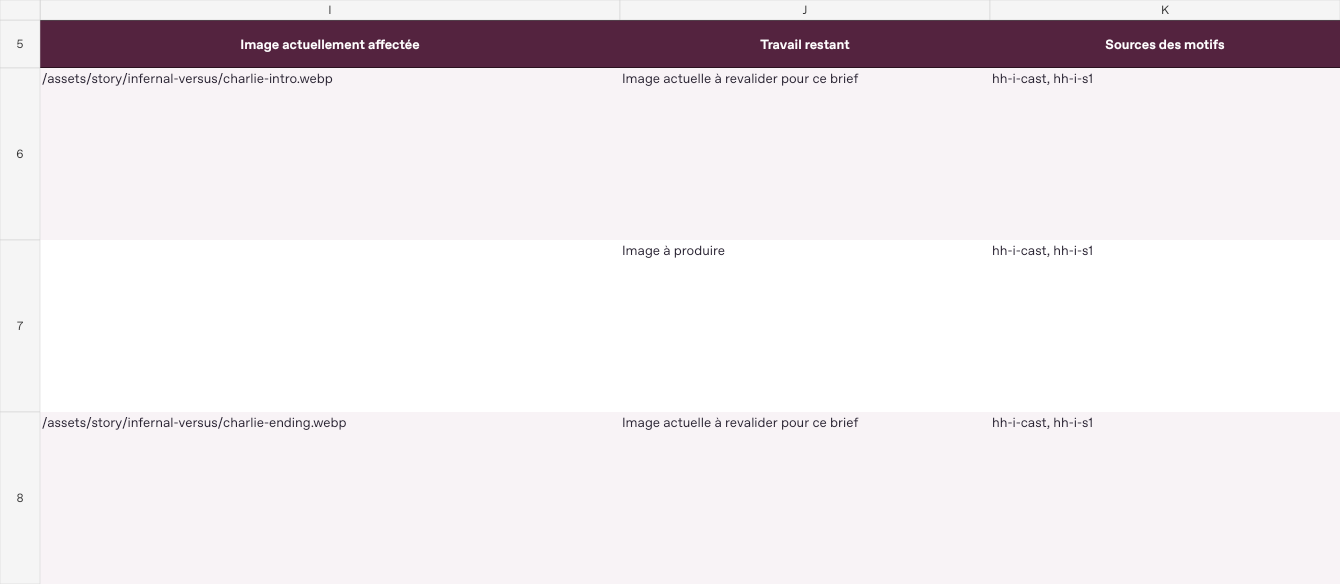 I J K
5 Image actuellement affectée Travail restant Sources des motifs
6 /assets/story/infernal-versus/charlie-intro.webp Image actuelle à revalider pour ce brief hh-i-cast, hh-i-s1
7 Image à produire hh-i-cast, hh-i-s1
8 /assets/story/infernal-versus/charlie-ending.webp Image actuelle à revalider pour ce brief hh-i-cast, hh-i-s1